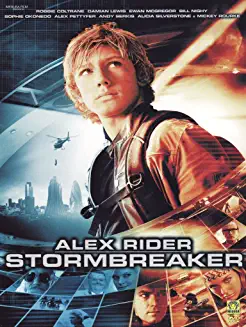 ROBBIE COLTRANE DAMIAN LEWIS EWAN McGREGOR BILL NIGHY
SOPHIE OKONEDO ALEX PETTYFER ANDY SERKIS ALICIA SILVERSTONE e MICKEY ROURKE
ALEX RIDER
STORMBREAKER